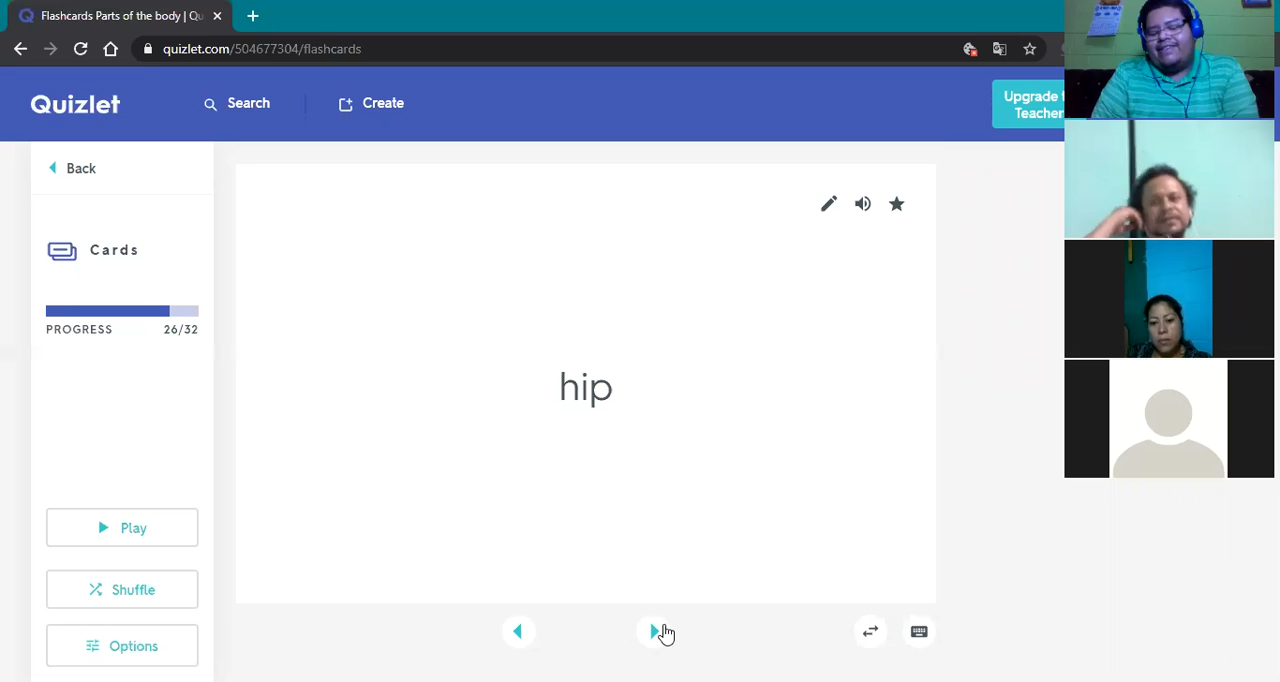 Flashcards Parts of the body | Qu
quizlet.com/504677304/flashcards
Quizlet
Search
Create
Upgrade
Teacher
Back
Cards
PROGRESS 26/32
hip
Play
Shuffle
Options